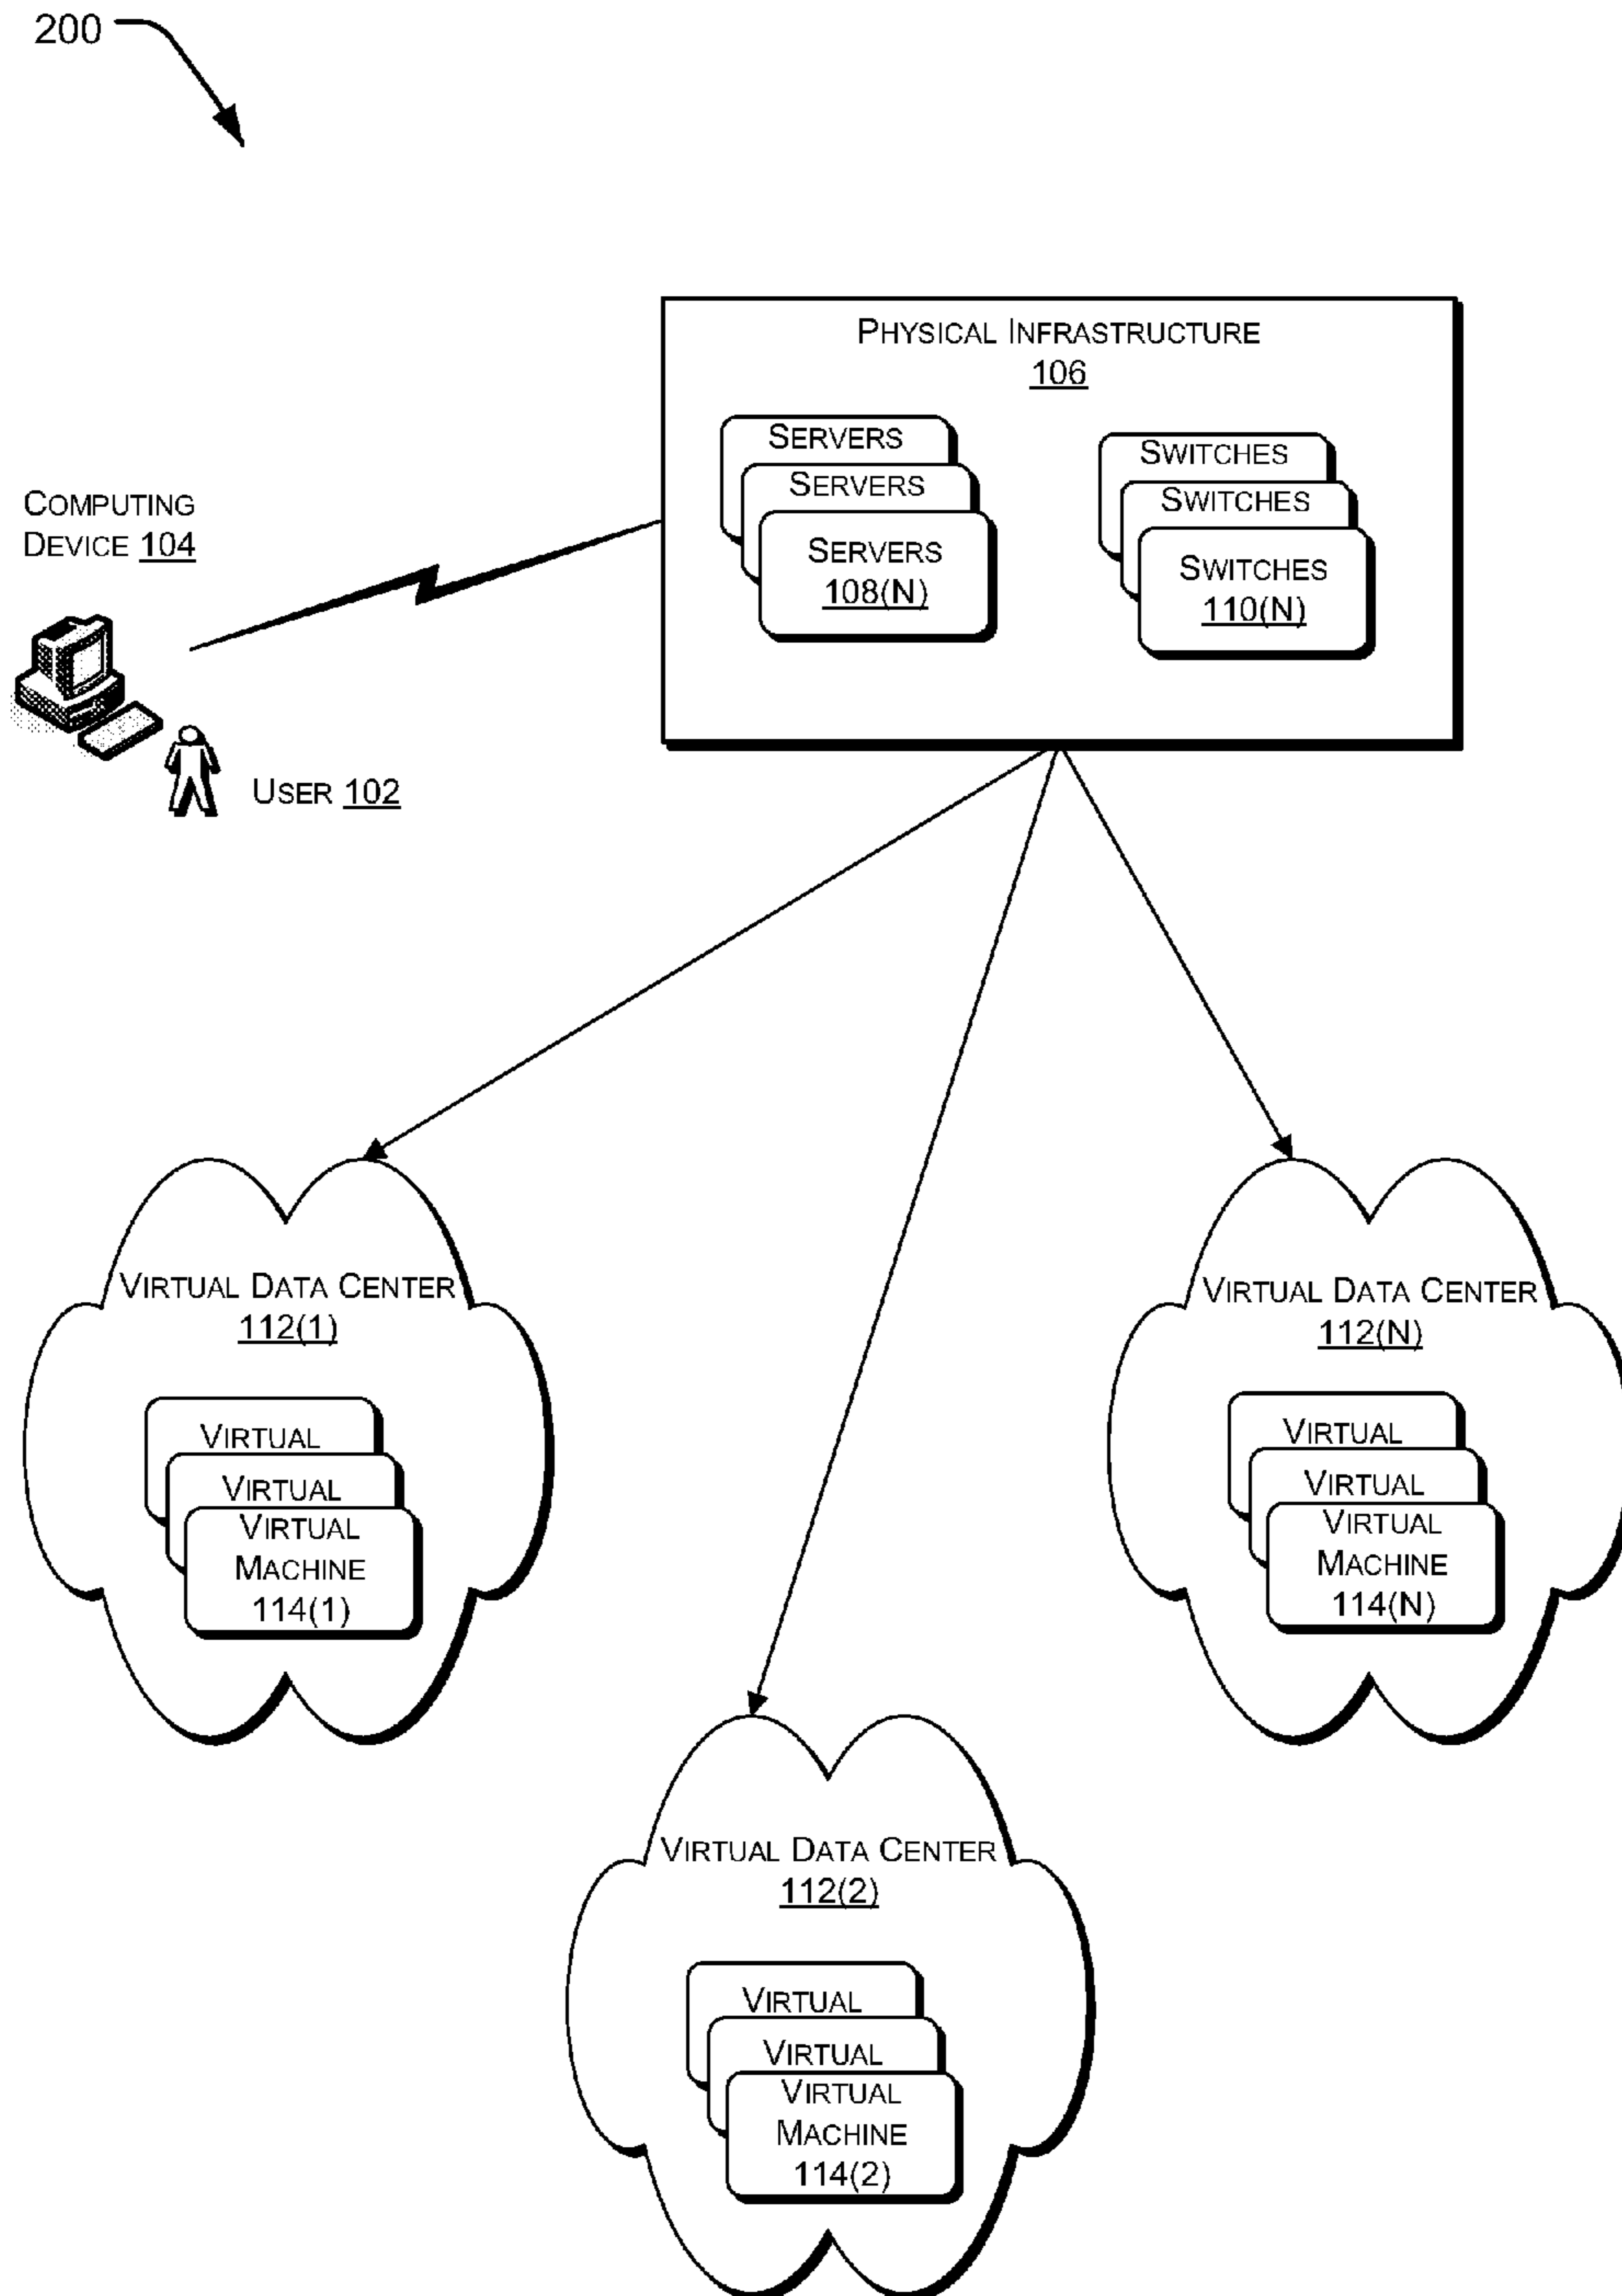 200
PHYSICAL INFRASTRUCTURE
106
SERVERS
SERVERS
SERVERS
108(N)
SWITCHES
SWITCHES
SWITCHES
110(N)
COMPUTING
DEVICE 104
USER 102
VIRTUAL DATA CENTER
112(1)
VIRTUAL
VIRTUAL
VIRTUAL
MACHINE
114(1)
VIRTUAL DATA CENTER
112(N)
VIRTUAL
VIRTUAL
VIRTUAL
MACHINE
114(N)
VIRTUAL DATA CENTER
112(2)
VIRTUAL
VIRTUAL
VIRTUAL
MACHINE
114(2)